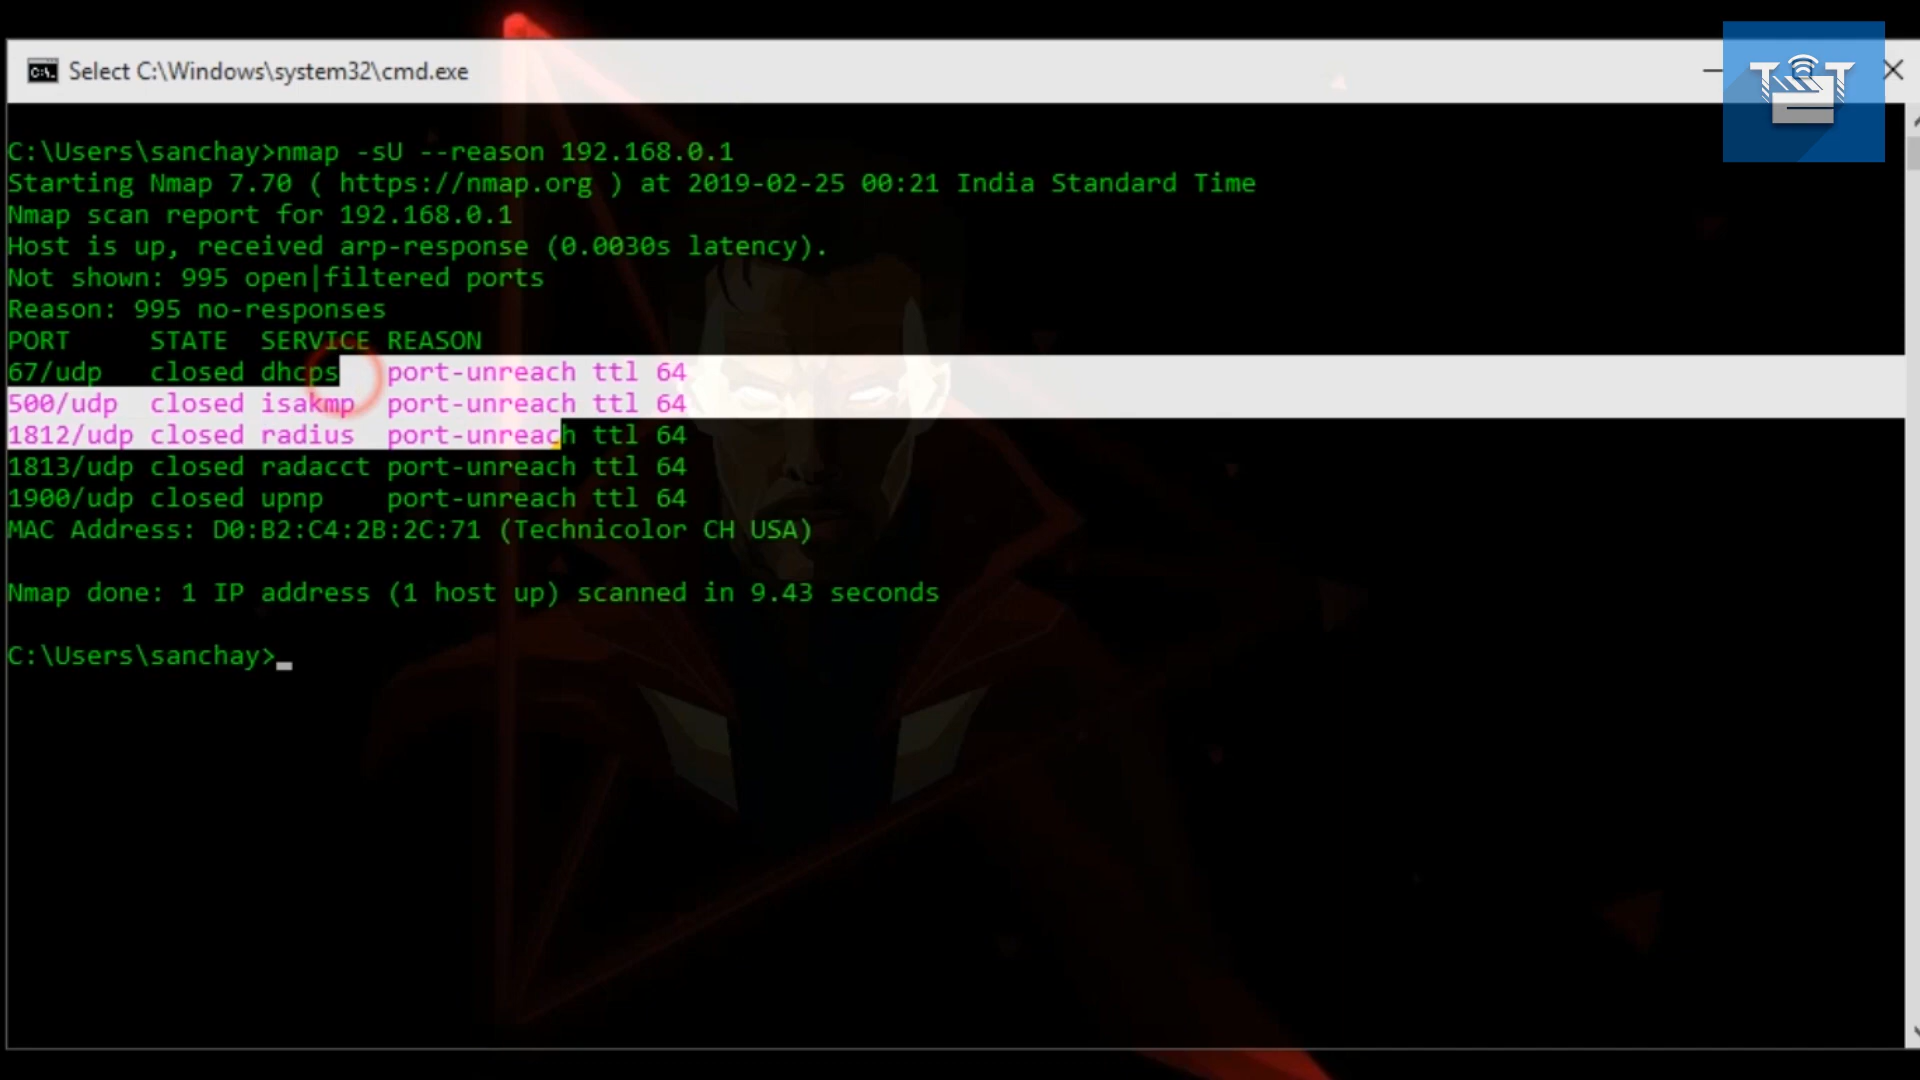 Select C:\Windows\system32\cmd.exe
TST
C:\Users\sanchay>nmap -sU --reason 192.168.0.1
Starting Nmap 7.70 ( https://nmap.org ) at 2019-02-25 00:21 India Standard Time
Nmap scan report for 192.168.0.1
Host is up, received arp-response (0.0030s latency).
Not shown: 995 open|filtered ports
Reason: 995 no-responses
PORT STATE SERVICE REASON
67/udp closed dhcps port-unreach ttl 64
500/udp closed isakmp port-unreach ttl 64
1812/udp closed radius port-unreach ttl 64
1813/udp closed radacct port-unreach ttl 64
1900/udp closed upnp port-unreach ttl 64
MAC Address: D0:B2:C4:2B:2C:71 (Technicolor CH USA)
Nmap done: 1 IP address (1 host up) scanned in 9.43 seconds
C:\Users\sanchay>